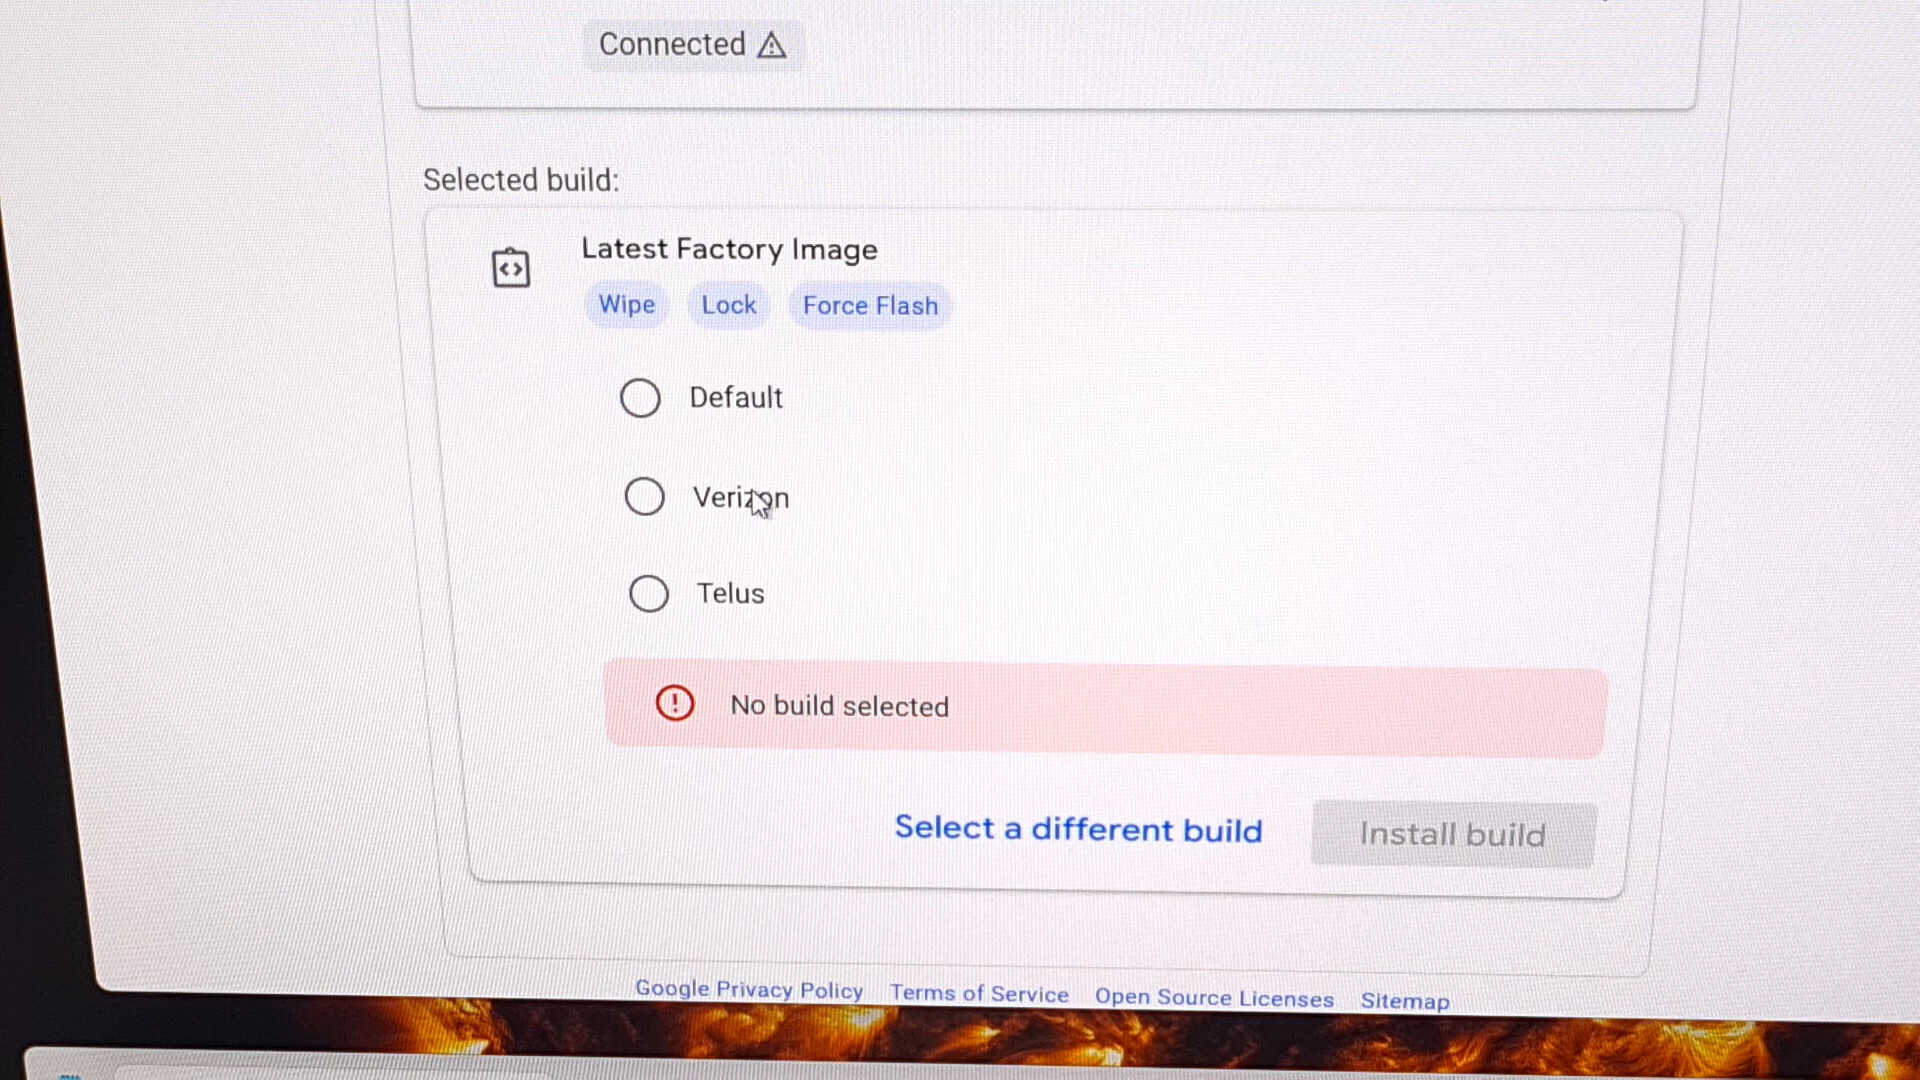 Connected
Selected build:
Latest Factory Image
Wipe Lock Force Flash
Default
Verizon
Telus
No build selected
Select a different build Install build
Google Privacy Policy Terms of Service Open Source Licenses Sitemap